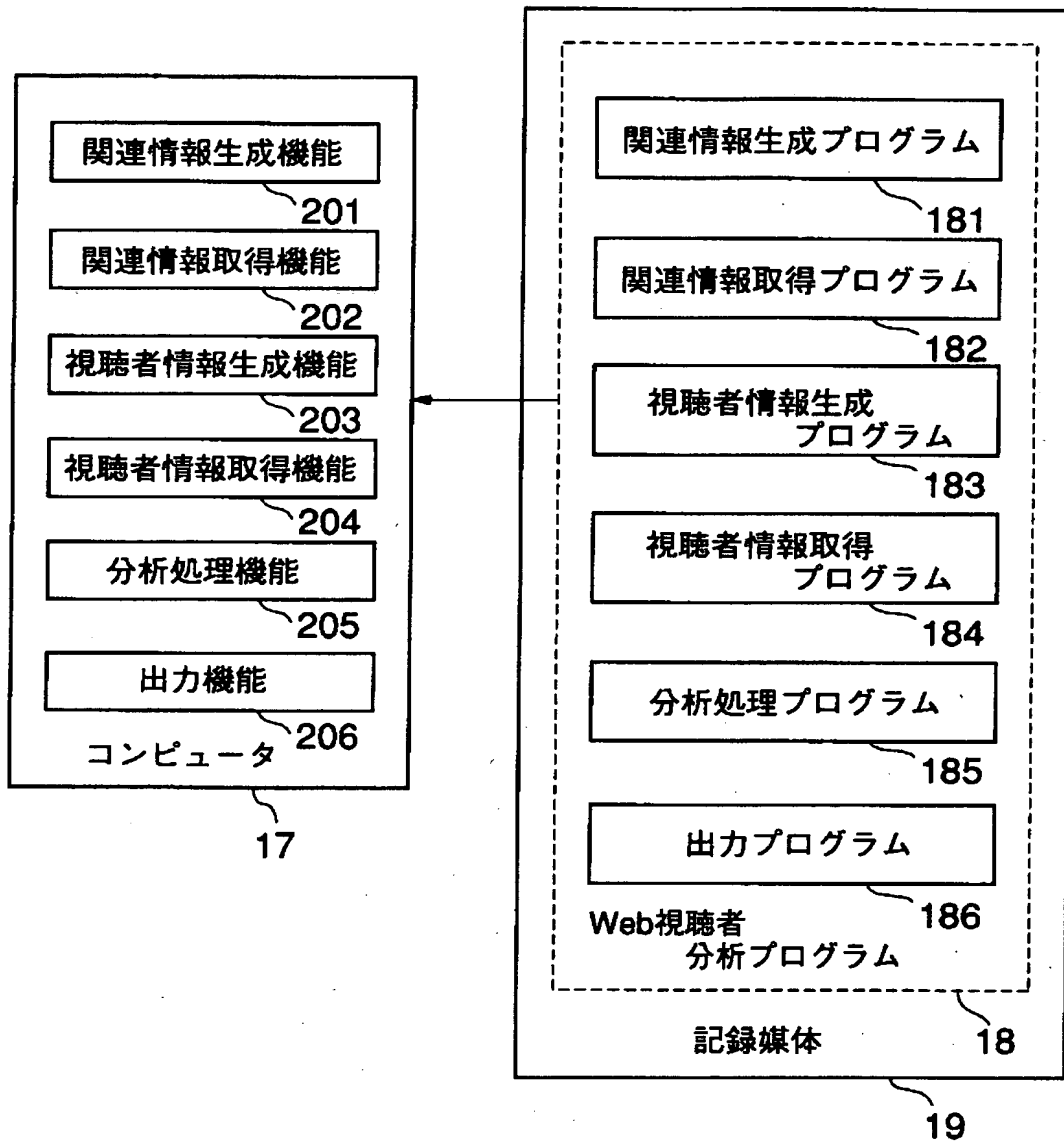 関連情報生成機能
201
関連情報取得機能
202
視聴者情報生成機能
203
視聴者情報取得機能
204
分析処理機能
205
出力機能
206
コンピュータ
17
関連情報生成プログラム
181
関連情報取得プログラム
182
視聴者情報生成
プログラム
183
視聴者情報取得
プログラム
184
分析処理プログラム
185
出力プログラム
186
Web視聴者
分析プログラム
18
記録媒体
19